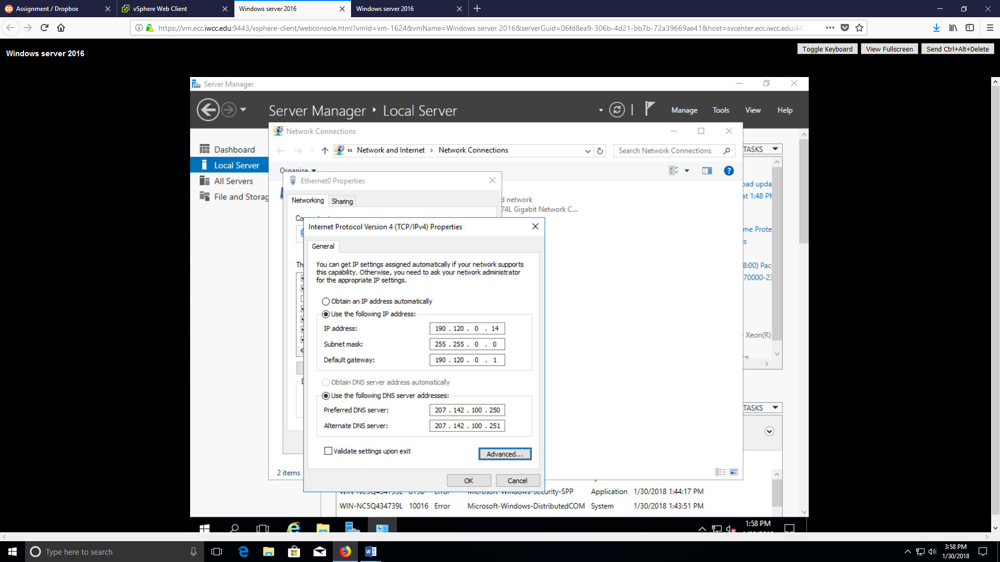 Assignment / Dropbox
vSphere Web Client
Windows server 2016
Windows server 2016
https://vm.ecc.iwcc.edu:9443/vsphere-client/webconsole.html?vmId=vm-1624&vmName=Windows server 2016&serverGuid=06fd8ea9-306b-4d21-bb7b-72a39669ae41&host=svcenter.ecc.iwcc.edu:443
Windows server 2016
Toggle Keyboard
View Fullscreen
Send Ctrl+Alt+Delete
Server Manager
Server Manager ‣ Local Server
Manage Tools View Help
Network Connections
« Network and Internet › Network Connections
Search Network Connections
Organize
Dashboard
Local Server
All Servers
File and Storag
TASKS
Ethernet0 Properties
Networking
Sharing
d network
74L Gigabit Network C...
oad upda
at 1:48 PM
me Prote
gs
8:00) Pac
70000-23
Xeon(R)
Internet Protocol Version 4 (TCP/IPv4) Properties
General
You can get IP settings assigned automatically if your network supports
this capability. Otherwise, you need to ask your network administrator
for the appropriate IP settings.
Obtain an IP address automatically
Use the following IP address:
IP address: 190 . 120 . 0 . 14
Subnet mask: 255 . 255 . 0 . 0
Default gateway: 190 . 120 . 0 . 1
Obtain DNS server address automatically
Use the following DNS server addresses:
Preferred DNS server: 207 . 142 . 100 . 250
Alternate DNS server: 207 . 142 . 100 . 251
Validate settings upon exit
Advanced...
OK
Cancel
TASKS
2 items
WIN-NC5Q434739L 8198 Error Microsoft-Windows-Security-SPP Application 1/30/2018 1:44:17 PM
WIN-NC5Q434739L 10016 Error Microsoft-Windows-DistributedCOM System 1/30/2018 1:43:51 PM
1:58 PM
Type here to search
3:58 PM
1/30/2018